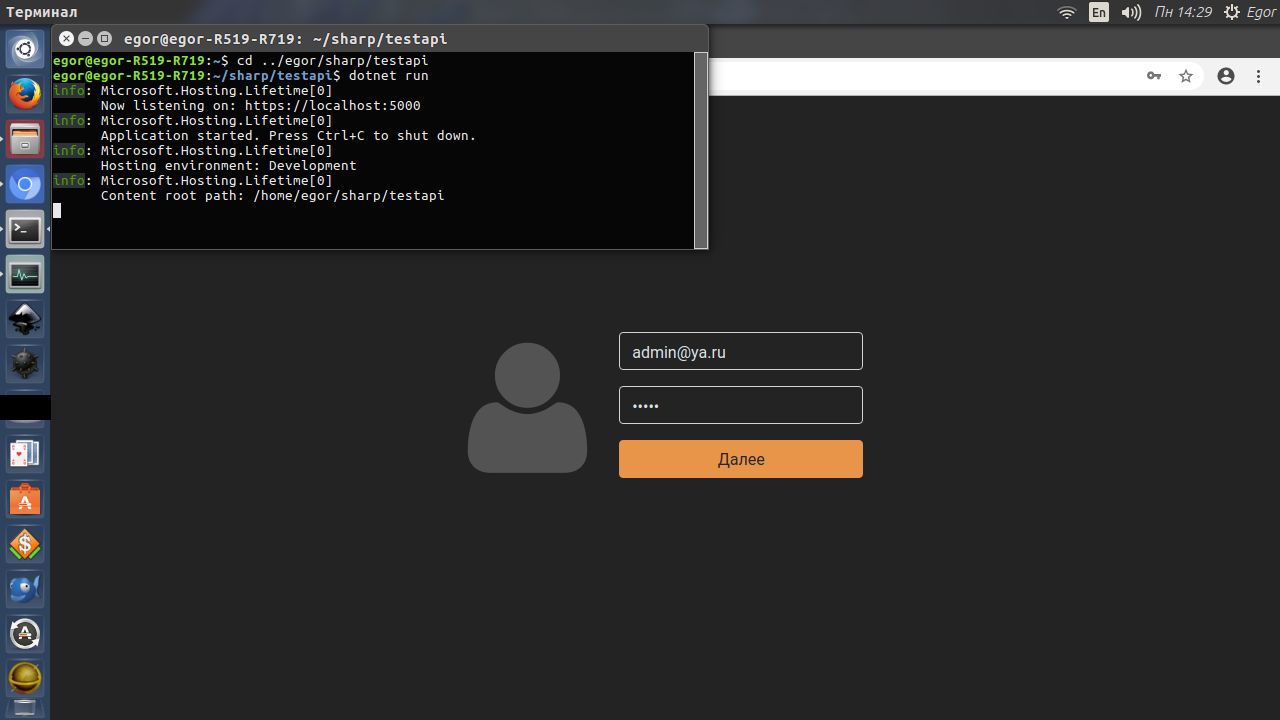 Терминал
En
Пн 14:29
Egor
egor@egor-R519-R719: ~/sharp/testapi
egor@egor-R519-R719:~$ cd ../egor/sharp/testapi
egor@egor-R519-R719:~/sharp/testapi$ dotnet run
info: Microsoft.Hosting.Lifetime[0]
Now listening on: https://localhost:5000
info: Microsoft.Hosting.Lifetime[0]
Application started. Press Ctrl+C to shut down.
info: Microsoft.Hosting.Lifetime[0]
Hosting environment: Development
info: Microsoft.Hosting.Lifetime[0]
Content root path: /home/egor/sharp/testapi
admin@ya.ru
•••••
Далее